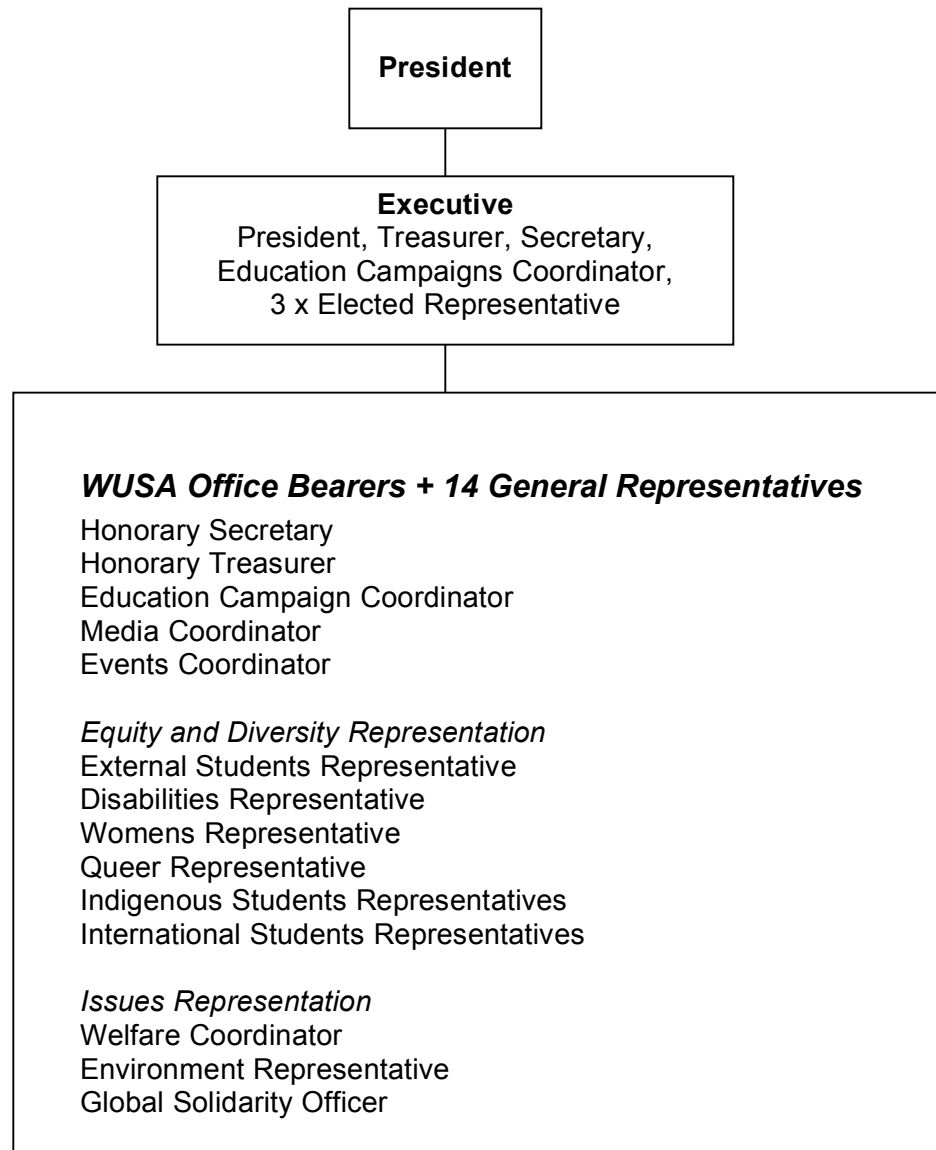 President
Executive
President, Treasurer, Secretary,
Education Campaigns Coordinator,
3 x Elected Representative
WUSA Office Bearers + 14 General Representatives
Honorary Secretary
Honorary Treasurer
Education Campaign Coordinator
Media Coordinator
Events Coordinator
Equity and Diversity Representation
External Students Representative
Disabilities Representative
Womens Representative
Queer Representative
Indigenous Students Representatives
International Students Representatives
Issues Representation
Welfare Coordinator
Environment Representative
Global Solidarity Officer